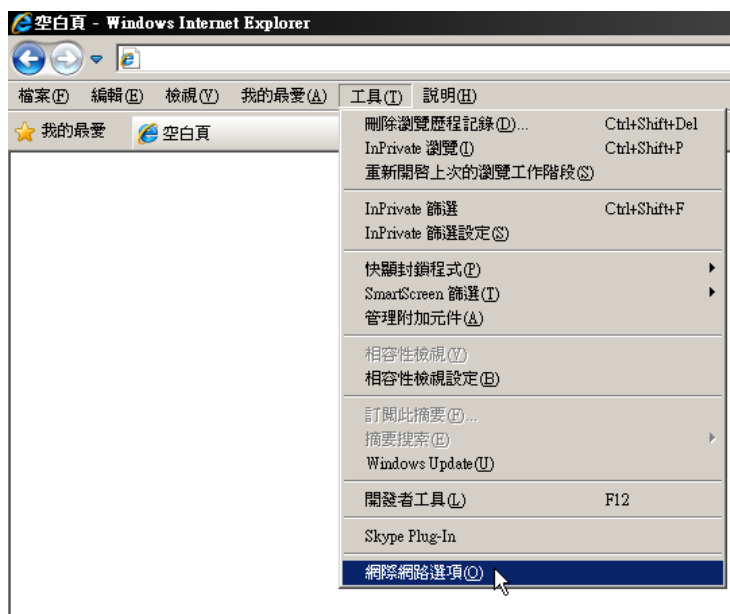 空白頁 - Windows Internet Explorer
檔案(F) 編輯(E) 檢視(V) 我的最愛(A) 工具(T) 說明(H)
我的最愛 空白頁
刪除瀏覽歷程記錄(D)... Ctrl+Shift+Del
InPrivate 瀏覽(I) Ctrl+Shift+P
重新開啓上次的瀏覽工作階段(S)
InPrivate 篩選 Ctrl+Shift+F
InPrivate 篩選設定(S)
快顯封鎖程式(P)
SmartScreen 篩選(T)
管理附加元件(A)
相容性檢視(V)
相容性檢視設定(B)
訂閱此摘要(F)...
摘要搜索(E)
Windows Update(U)
開發者工具(L) F12
Skype Plug-In
網際網路選項(O)